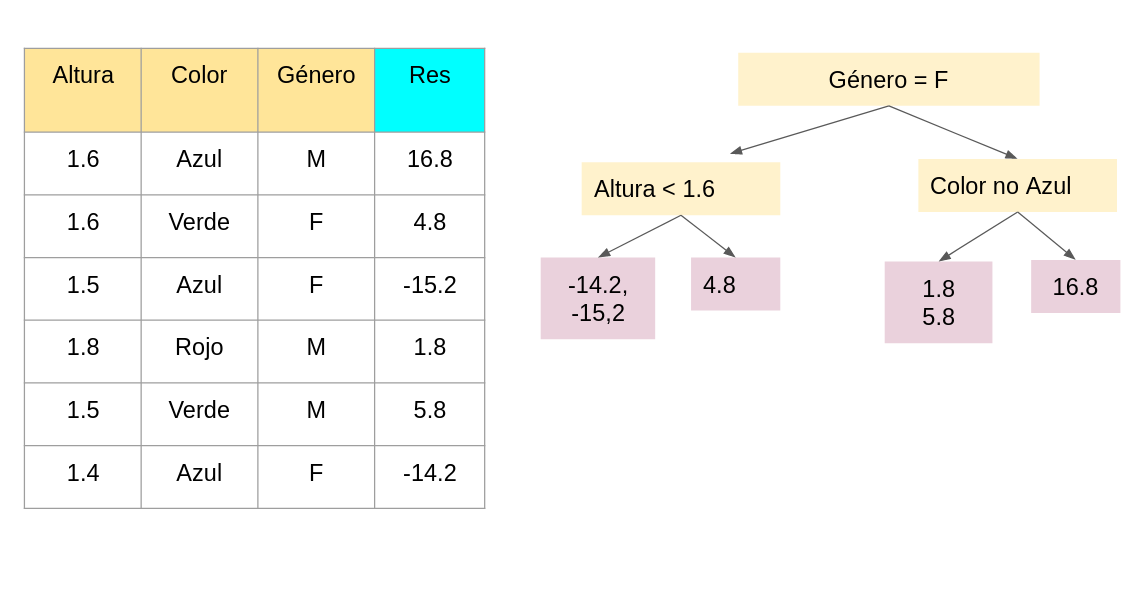 Altura Color Género Res
1.6 Azul M 16.8
1.6 Verde F 4.8
1.5 Azul F -15.2
1.8 Rojo M 1.8
1.5 Verde M 5.8
1.4 Azul F -14.2
Género = F
Altura < 1.6
Color no Azul
-14.2,
-15,2
4.8
1.8
5.8
16.8